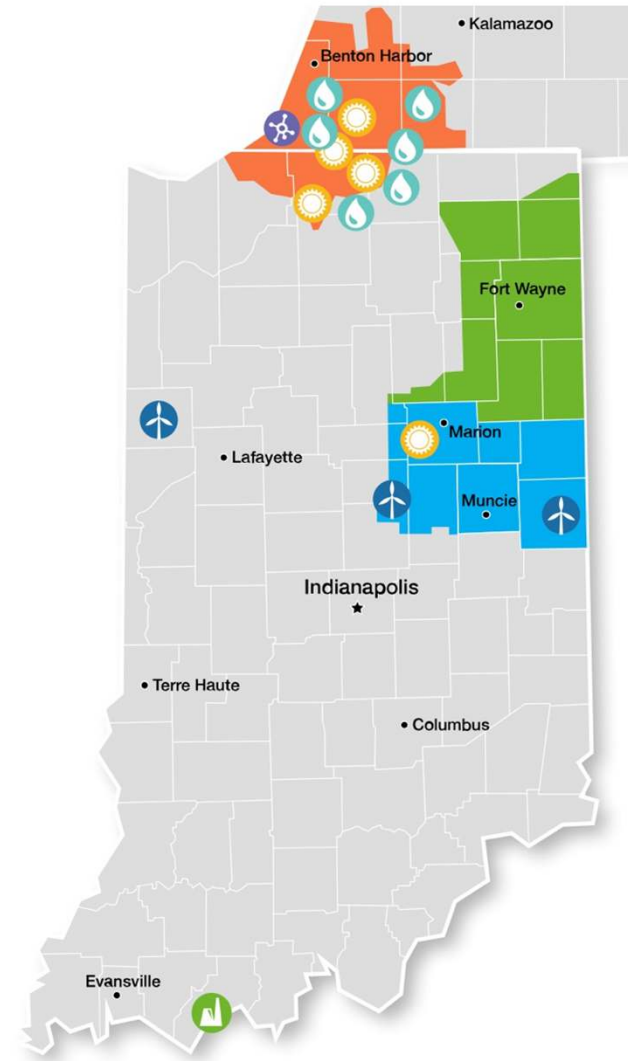 Kalamazoo
Benton Harbor
Fort Wayne
Marion
Lafayette
Muncie
Indianapolis
Terre Haute
Columbus
Evansville